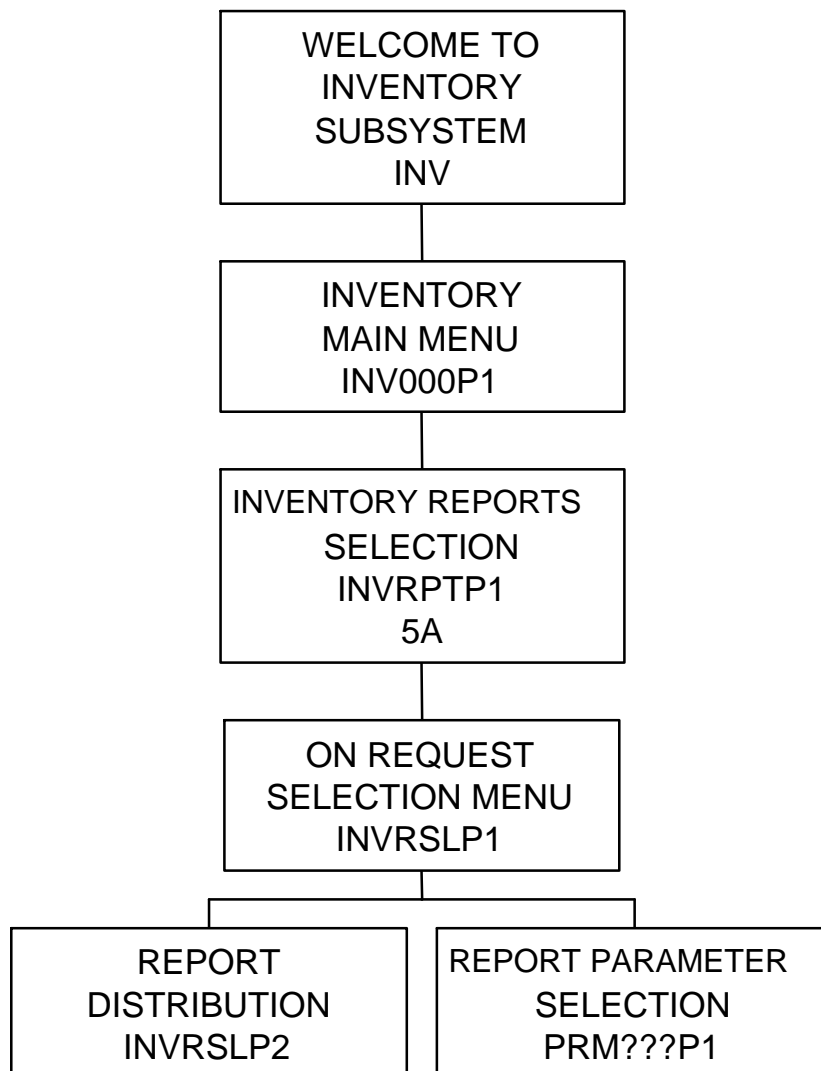 WELCOME TO
INVENTORY
SUBSYSTEM
INV
INVENTORY
MAIN MENU
INV000P1
INVENTORY REPORTS
SELECTION
INVRPTP1
5A
ON REQUEST
SELECTION MENU
INVRSLP1
REPORT
DISTRIBUTION
INVRSLP2
REPORT PARAMETER
SELECTION
PRM???P1